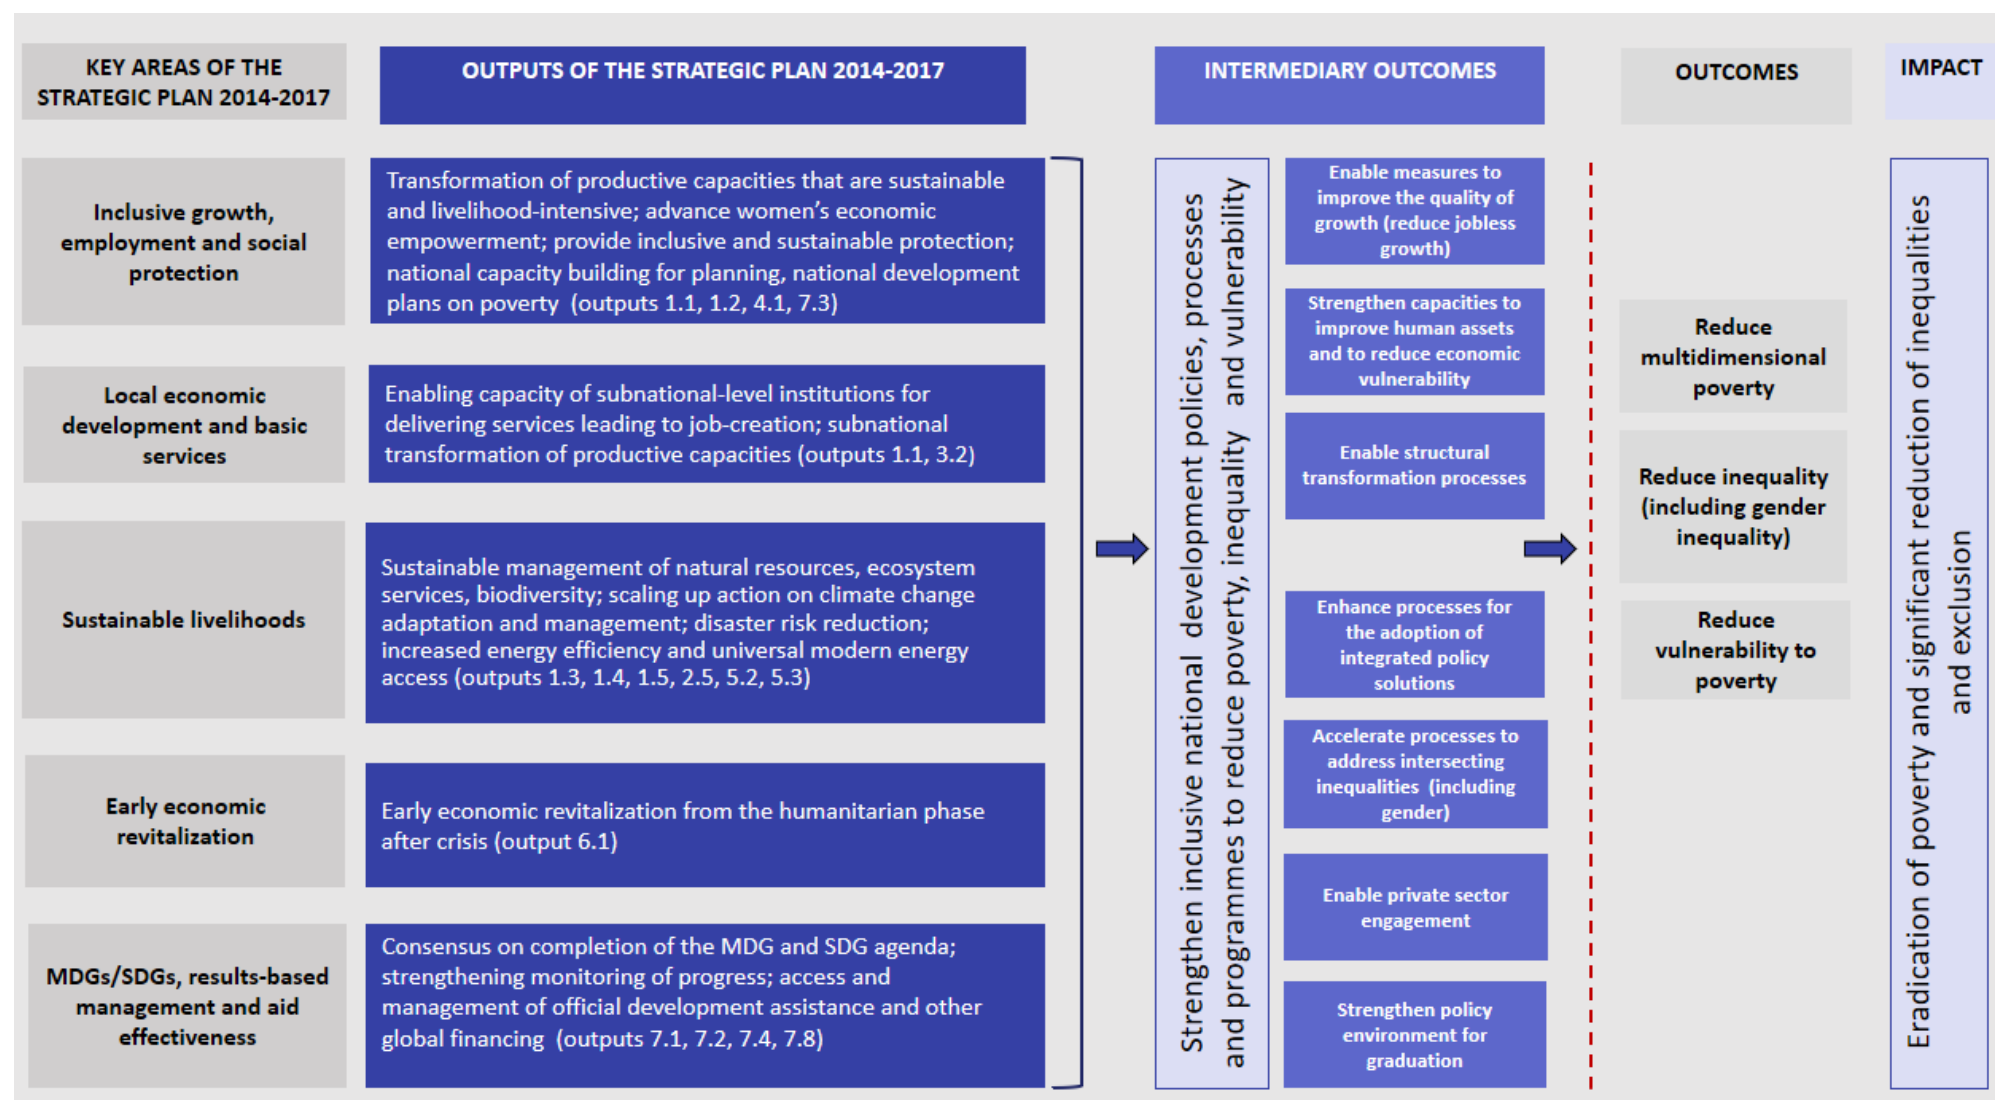 KEY AREAS OF THE
STRATEGIC PLAN 2014-2017
OUTPUTS OF THE STRATEGIC PLAN 2014-2017
INTERMEDIARY OUTCOMES
OUTCOMES
IMPACT
Inclusive growth,
employment and social
protection
Transformation of productive capacities that are sustainable
and livelihood-intensive; advance women’s economic
empowerment; provide inclusive and sustainable protection;
national capacity building for planning, national development
plans on poverty (outputs 1.1, 1.2, 4.1, 7.3)
Local economic
development and basic
services
Enabling capacity of subnational-level institutions for
delivering services leading to job-creation; subnational
transformation of productive capacities (outputs 1.1, 3.2)
Sustainable livelihoods
Sustainable management of natural resources, ecosystem
services, biodiversity; scaling up action on climate change
adaptation and management; disaster risk reduction;
increased energy efficiency and universal modern energy
access (outputs 1.3, 1.4, 1.5, 2.5, 5.2, 5.3)
Early economic
revitalization
Early economic revitalization from the humanitarian phase
after crisis (output 6.1)
MDGs/SDGs, results-based
management and aid
effectiveness
Consensus on completion of the MDG and SDG agenda;
strengthening monitoring of progress; access and
management of official development assistance and other
global financing (outputs 7.1, 7.2, 7.4, 7.8)
Strengthen inclusive national development policies, processes
and programmes to reduce poverty, inequality and vulnerability
Enable measures to
improve the quality of
growth (reduce jobless
growth)
Strengthen capacities to
improve human assets
and to reduce economic
vulnerability
Enable structural
transformation processes
Enhance processes for
the adoption of
integrated policy
solutions
Accelerate processes to
address intersecting
inequalities (including
gender)
Enable private sector
engagement
Strengthen policy
environment for
graduation
Reduce
multidimensional
poverty
Reduce inequality
(including gender
inequality)
Reduce
vulnerability to
poverty
Eradication of poverty and significant reduction of inequalities
and exclusion